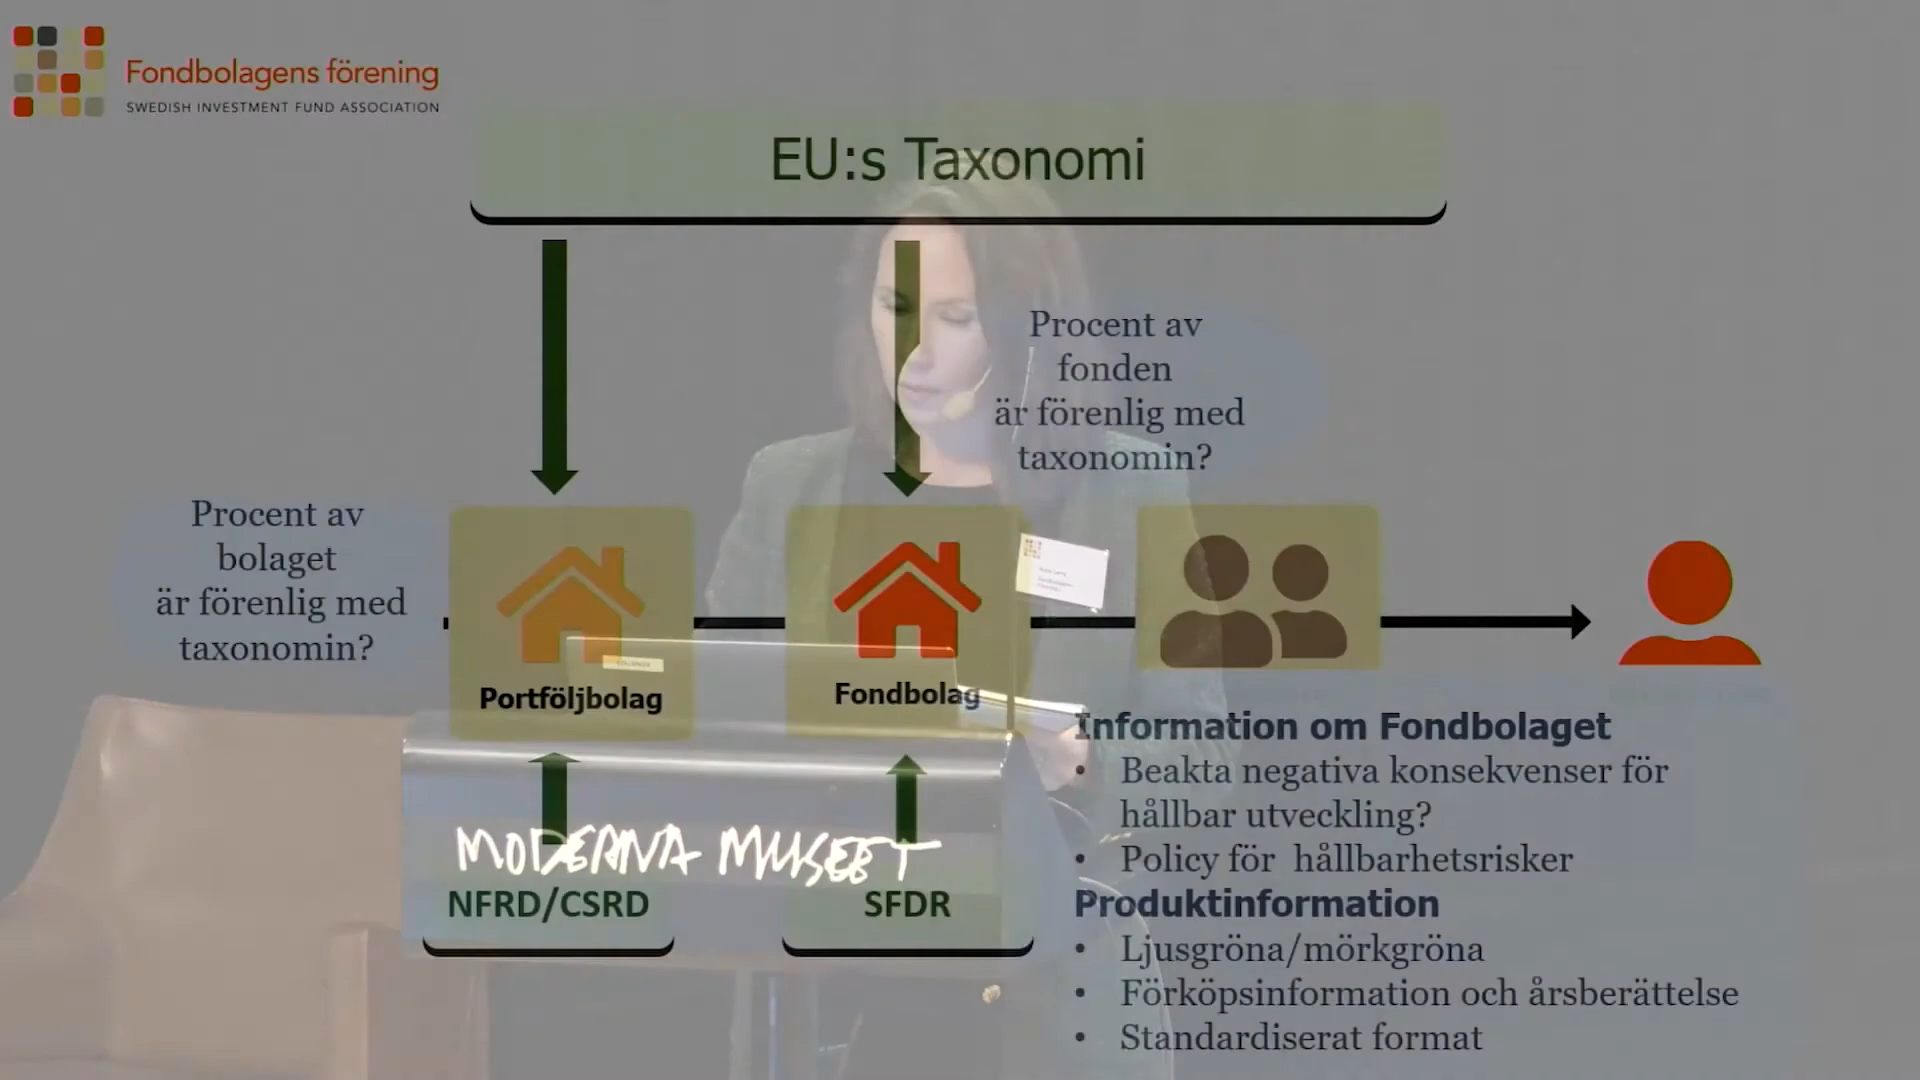 Fondbolagens förening
SWEDISH INVESTMENT FUND ASSOCIATION
EU:s Taxonomi
Procent av
fonden
är förenlig med
taxonomin?
Procent av
bolaget
är förenlig med
taxonomin?
Portföljbolag
Fondbolag
MODERNA MUSEET
NFRD/CSRD
SFDR
Information om Fondbolaget
• Beakta negativa konsekvenser för
hållbar utveckling?
• Policy för hållbarhetsrisker
Produktinformation
• Ljusgröna/mörkgröna
• Förköpsinformation och årsberättelse
• Standardiserat format